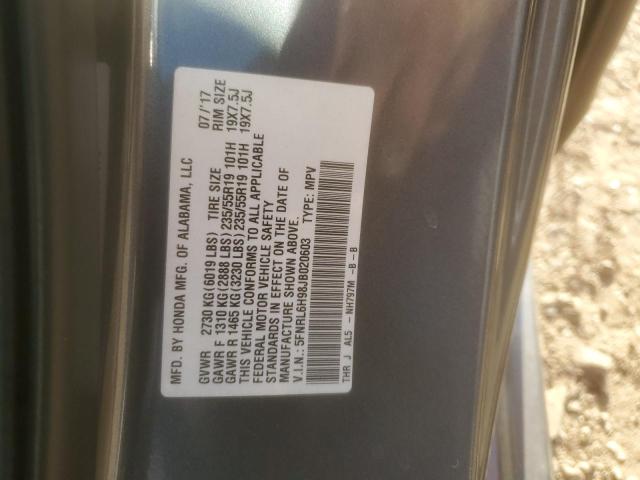 MFD. BY HONDA MFG. OF ALABAMA, LLC 07/'17
GVWR 2730 KG(6019 LBS) TIRE SIZE RIM SIZE
GAWR F 1310 KG(2888 LBS)235/55R19 101H 19X7.5J
GAWR R 1465 KG(3230 LBS)235/55R19 101H 19X7.5J
THIS VEHICLE CONFORMS TO ALL APPLICABLE
FEDERAL MOTOR VEHICLE SAFETY
STANDARDS IN EFFECT ON THE DATE OF
MANUFACTURE SHOWN ABOVE.
V.I.N.: 5FNRL6H98JB020603 TYPE: MPV
THR J AL5 - NH797M -B - B